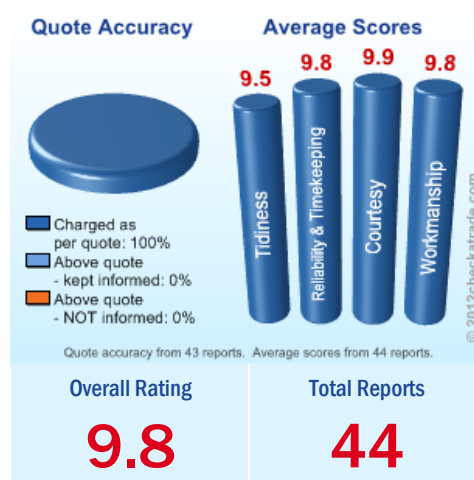 Quote Accuracy
Average Scores
9.5
9.8
9.9
9.8
Tidiness
Reliability & Timekeeping
Courtesy
Workmanship
Charged as
per quote: 100%
Above quote
- kept informed: 0%
Above quote
- NOT informed: 0%
© 2012checkatrade.com
Quote accuracy from 43 reports. Average scores from 44 reports.
Overall Rating
Total Reports
9.8
44